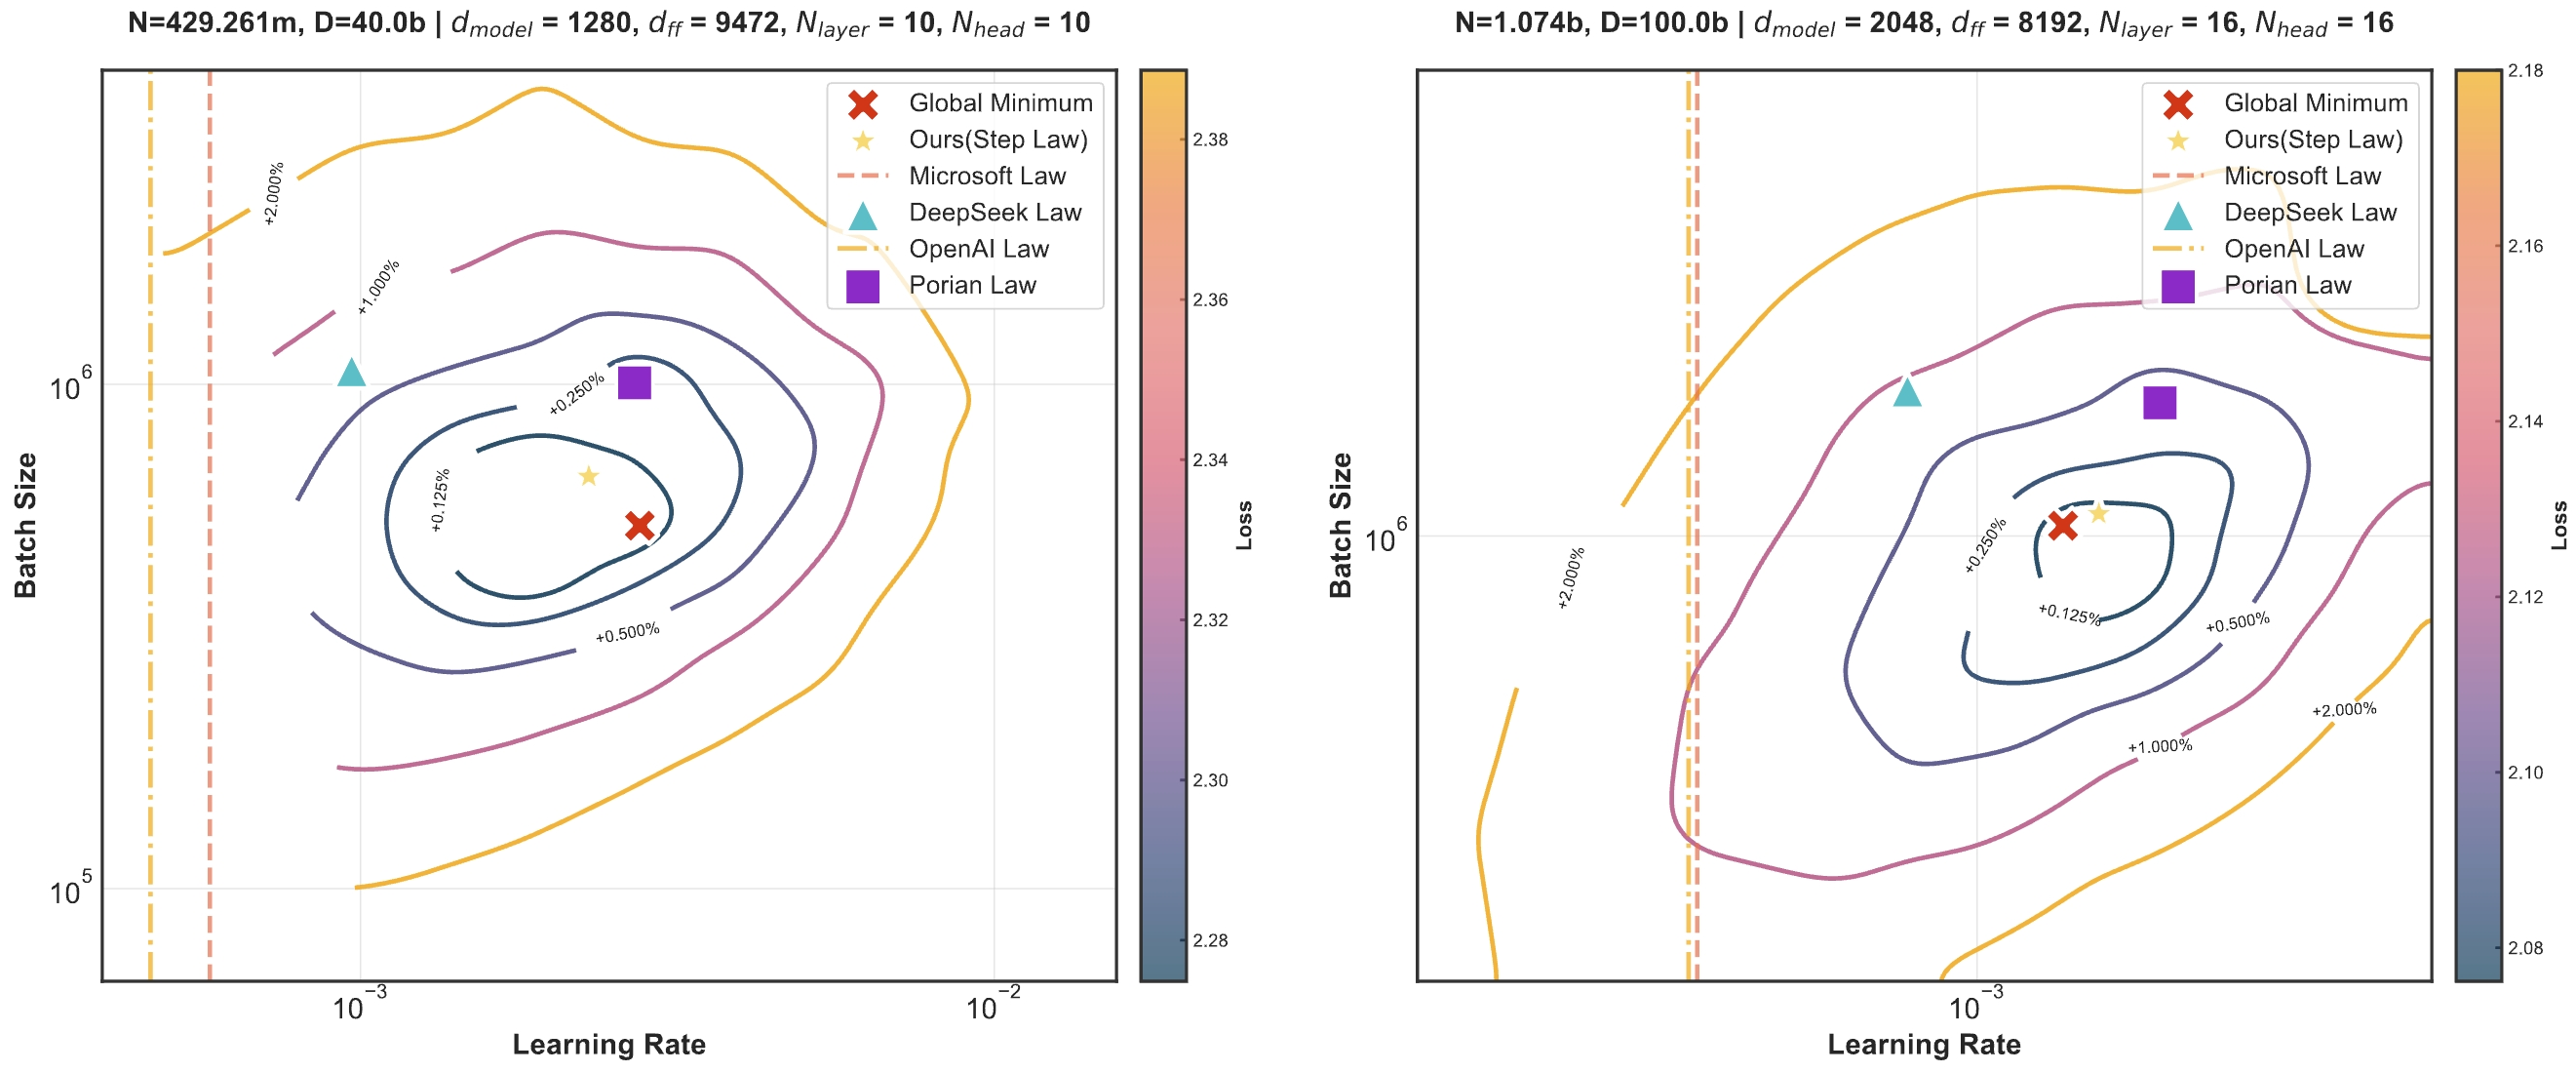 N=429.261m, D=40.0b | d_model = 1280, d_ff = 9472, N_layer = 10, N_head = 10
Global Minimum
Ours(Step Law)
Microsoft Law
DeepSeek Law
OpenAI Law
Porian Law
+2.000%
+1.000%
+0.250%
+0.125%
+0.500%
10^6
10^5
Batch Size
10^−3
10^−2
Learning Rate
2.38
2.36
2.34
2.32
2.30
2.28
Loss
N=1.074b, D=100.0b | d_model = 2048, d_ff = 8192, N_layer = 16, N_head = 16
Global Minimum
Ours(Step Law)
Microsoft Law
DeepSeek Law
OpenAI Law
Porian Law
+2.000%
+0.250%
+0.125%
+0.500%
+2.000%
+1.000%
10^6
Batch Size
10^−3
Learning Rate
2.18
2.16
2.14
2.12
2.10
2.08
Loss